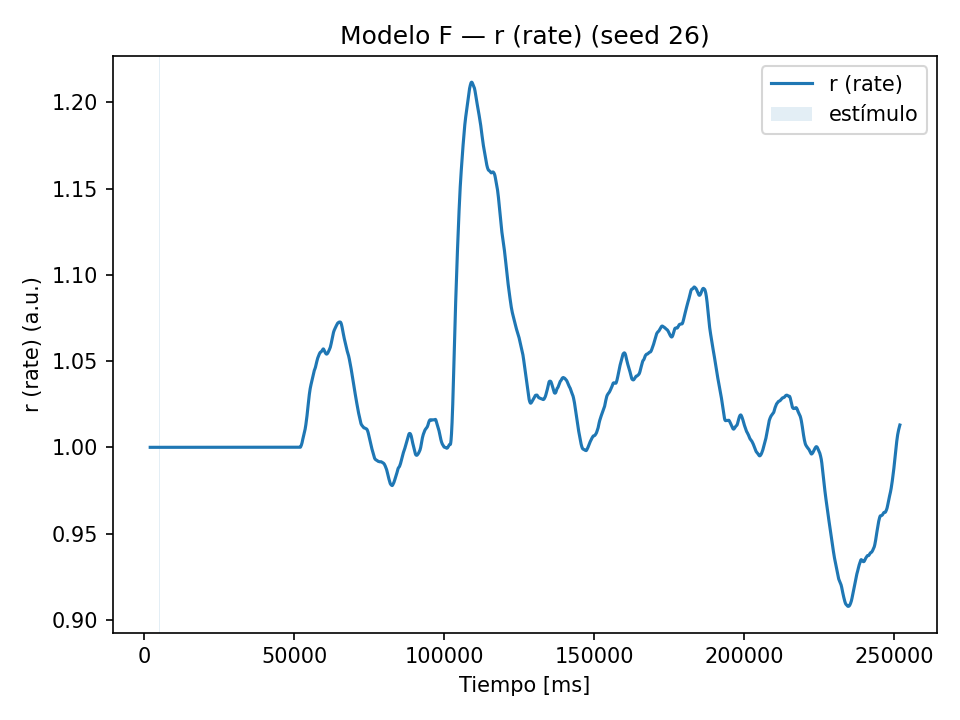 Modelo F — r (rate) (seed 26)
r (rate)
estímulo
r (rate) (a.u.)
1.20
1.15
1.10
1.05
1.00
0.95
0.90
0 50000 100000 150000 200000 250000
Tiempo [ms]